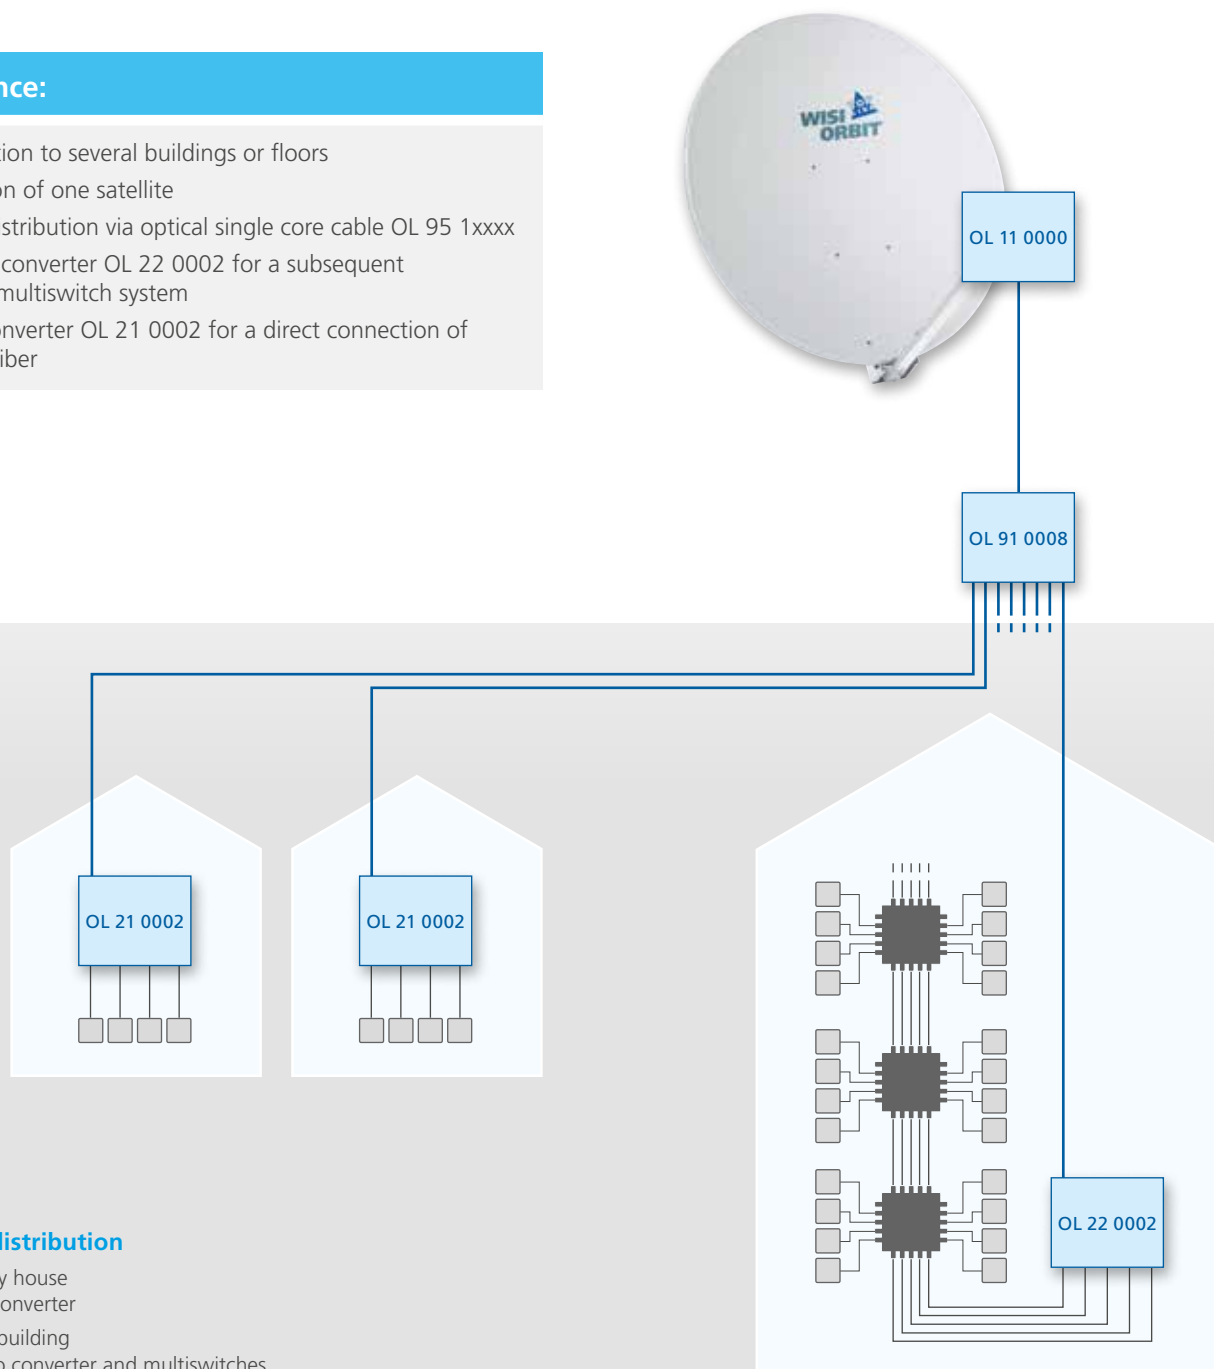 nce:
tion to several buildings or floors
on of one satellite
istribution via optical single core cable OL 95 1xxxx
converter OL 22 0002 for a subsequent
multiswitch system
onverter OL 21 0002 for a direct connection of
iber
WISI
ORBIT
OL 11 0000
OL 91 0008
OL 21 0002
OL 21 0002
OL 22 0002
distribution
y house
onverter
building
o converter and multiswitches